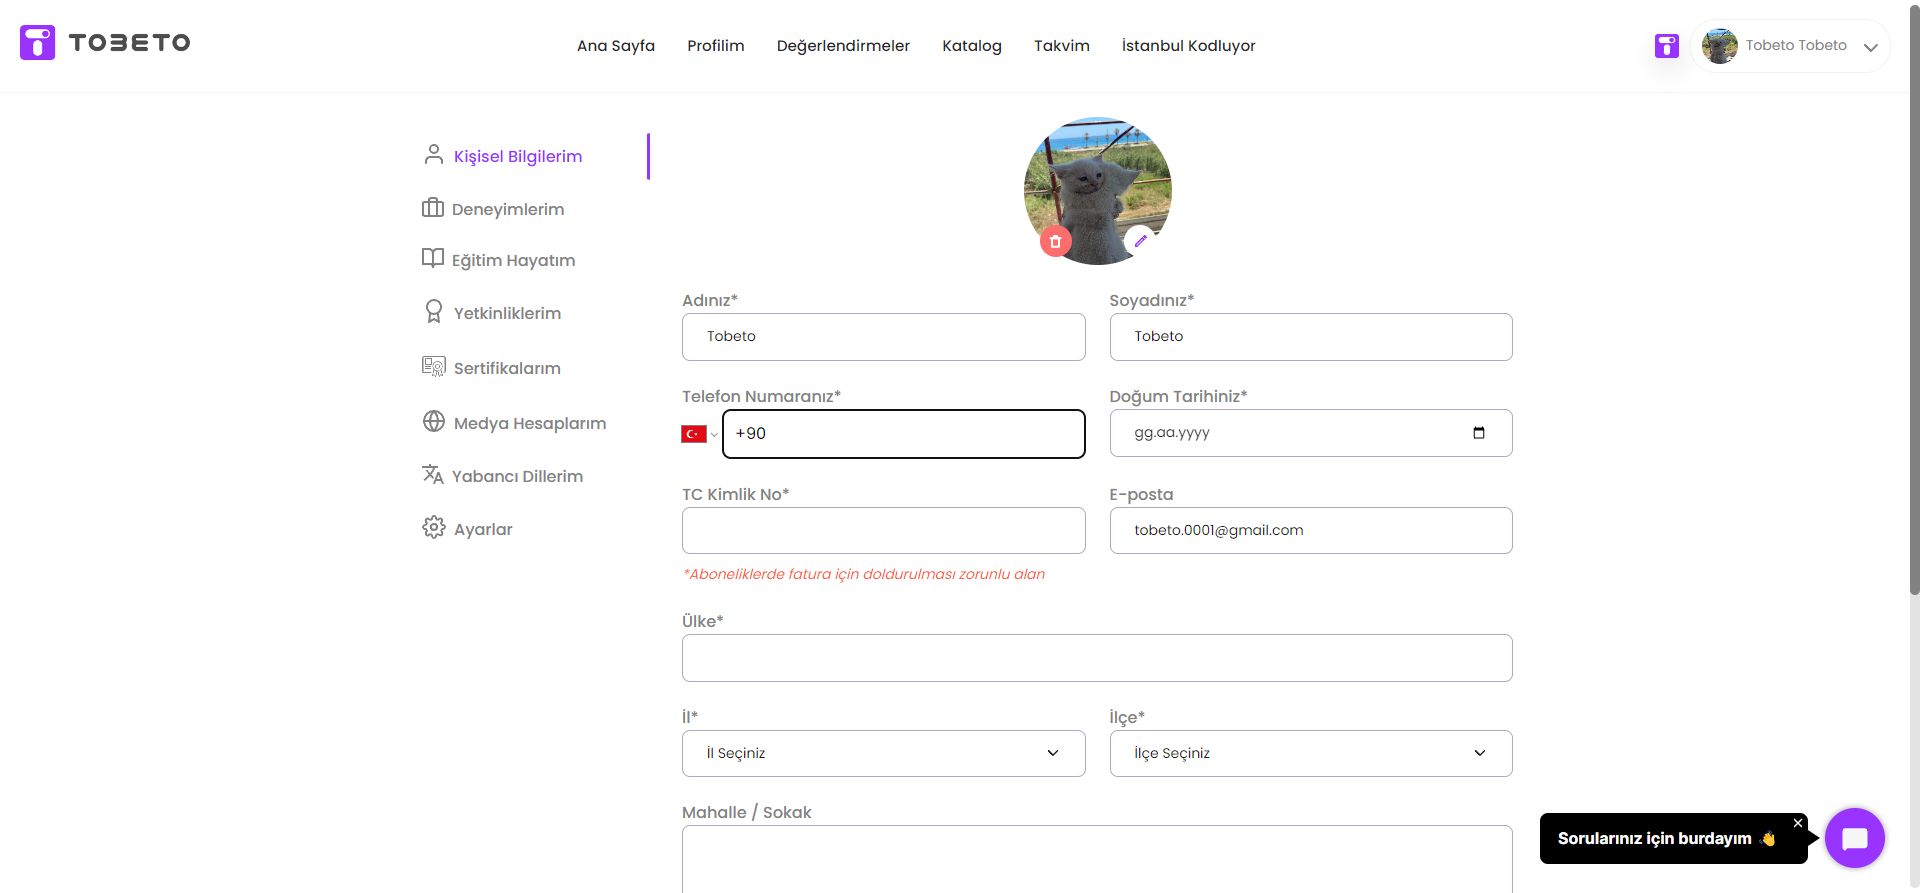 TOBETO
Ana Sayfa
Profilim
Değerlendirmeler
Katalog
Takvim
İstanbul Kodluyor
Tobeto Tobeto
Kişisel Bilgilerim
Deneyimlerim
Eğitim Hayatım
Yetkinliklerim
Sertifikalarım
Medya Hesaplarım
Yabancı Dillerim
Ayarlar
Adınız*
Tobeto
Soyadınız*
Tobeto
Telefon Numaranız*
+90
Doğum Tarihiniz*
gg.aa.yyyy
TC Kimlik No*
*Aboneliklerde fatura için doldurulması zorunlu alan
E-posta
tobeto.0001@gmail.com
Ülke*
İl*
İl Seçiniz
İlçe*
İlçe Seçiniz
Mahalle / Sokak
Sorularınız için burdayım 👋